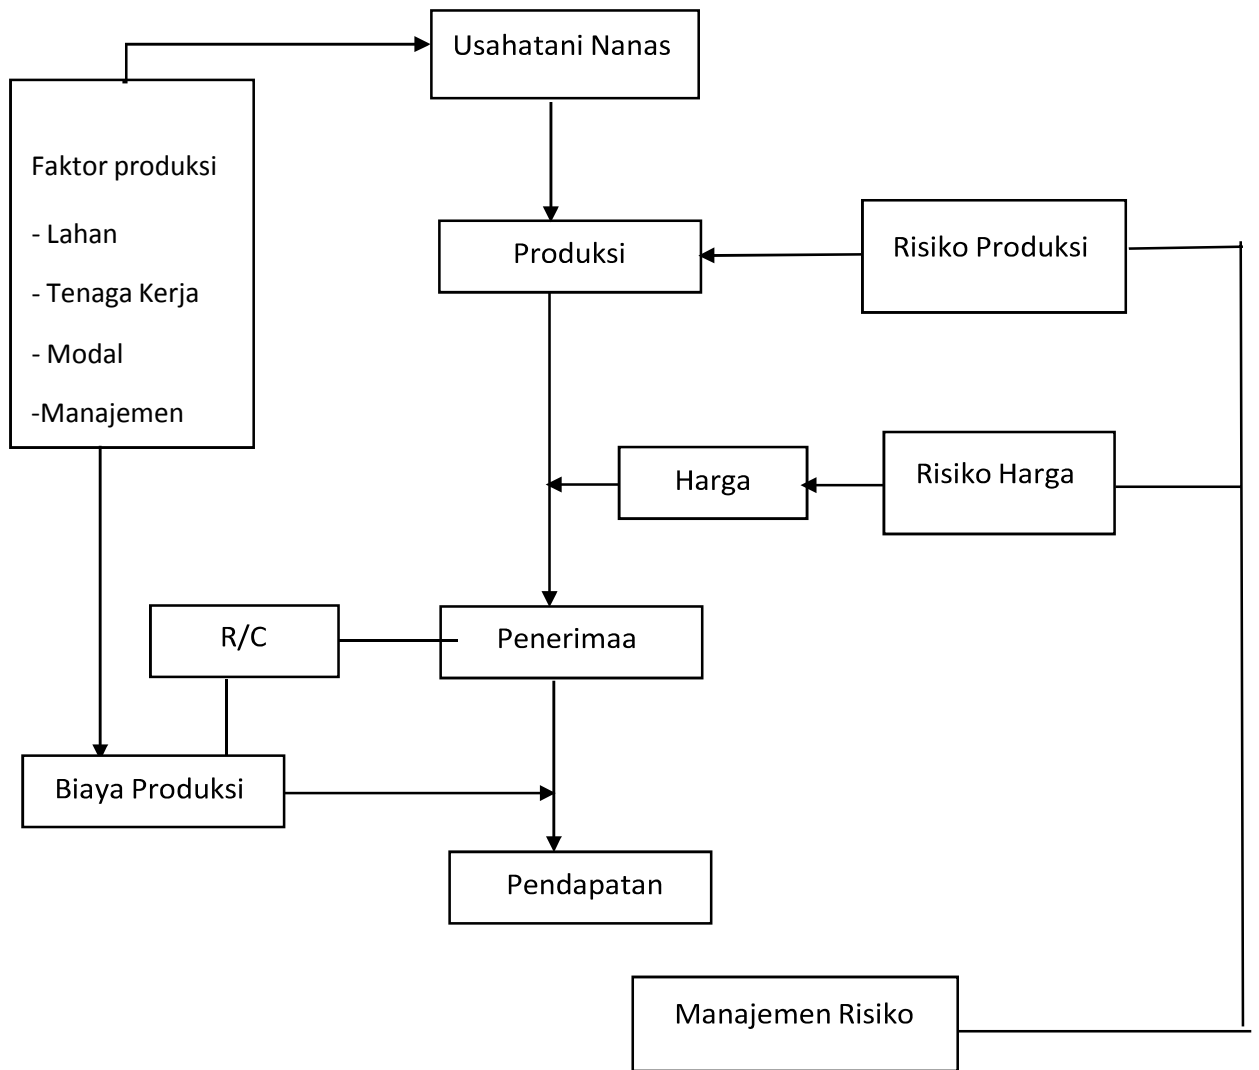 Usahatani Nanas
Faktor produksi
- Lahan
- Tenaga Kerja
- Modal
-Manajemen
Produksi
Risiko Produksi
Harga
Risiko Harga
R/C
Penerimaa
Biaya Produksi
Pendapatan
Manajemen Risiko